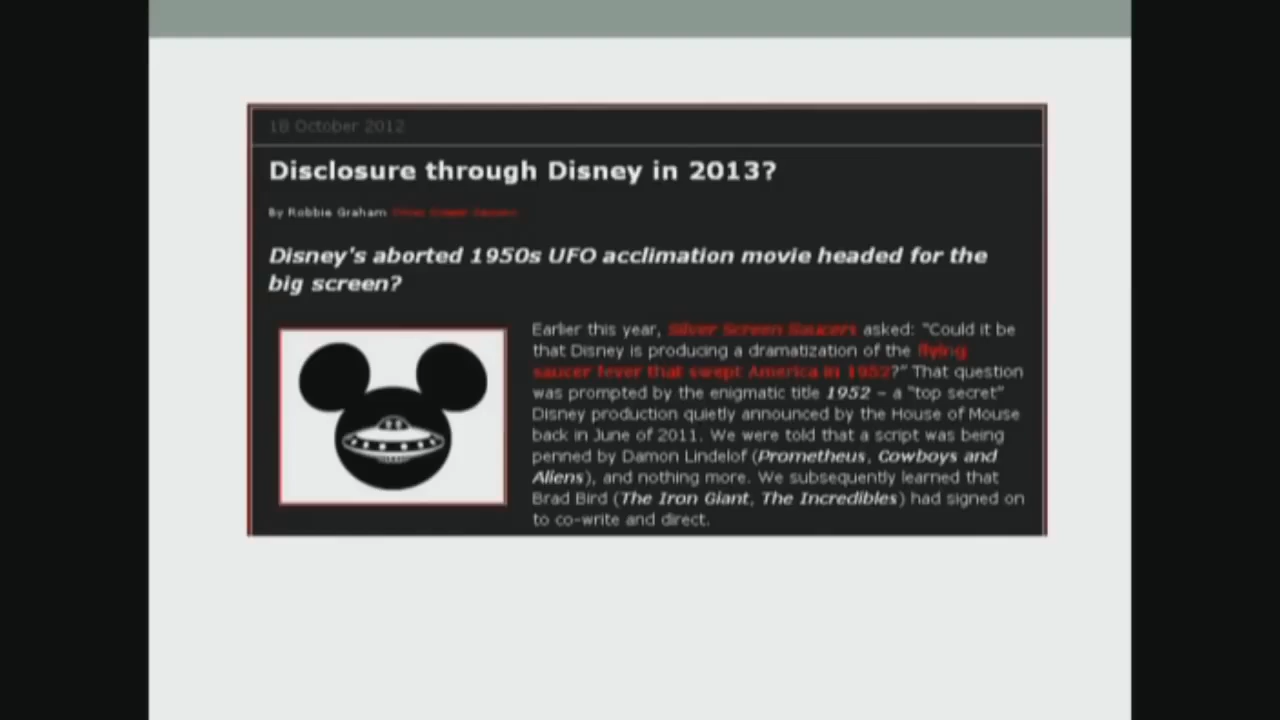 18 October 2012
Disclosure through Disney in 2013?
By Robbie Graham
Disney's aborted 1950s UFO acclimation movie headed for the
big screen?
Earlier this year, Silver Screen Saucers asked: "Could it be
that Disney is producing a dramatization of the flying
saucer fever that swept America in 1952?" That question
was prompted by the enigmatic title 1952 – a "top secret"
Disney production quietly announced by the House of Mouse
back in June of 2011. We were told that a script was being
penned by Damon Lindelof (Prometheus, Cowboys and
Aliens), and nothing more. We subsequently learned that
Brad Bird (The Iron Giant, The Incredibles) had signed on
to co-write and direct.